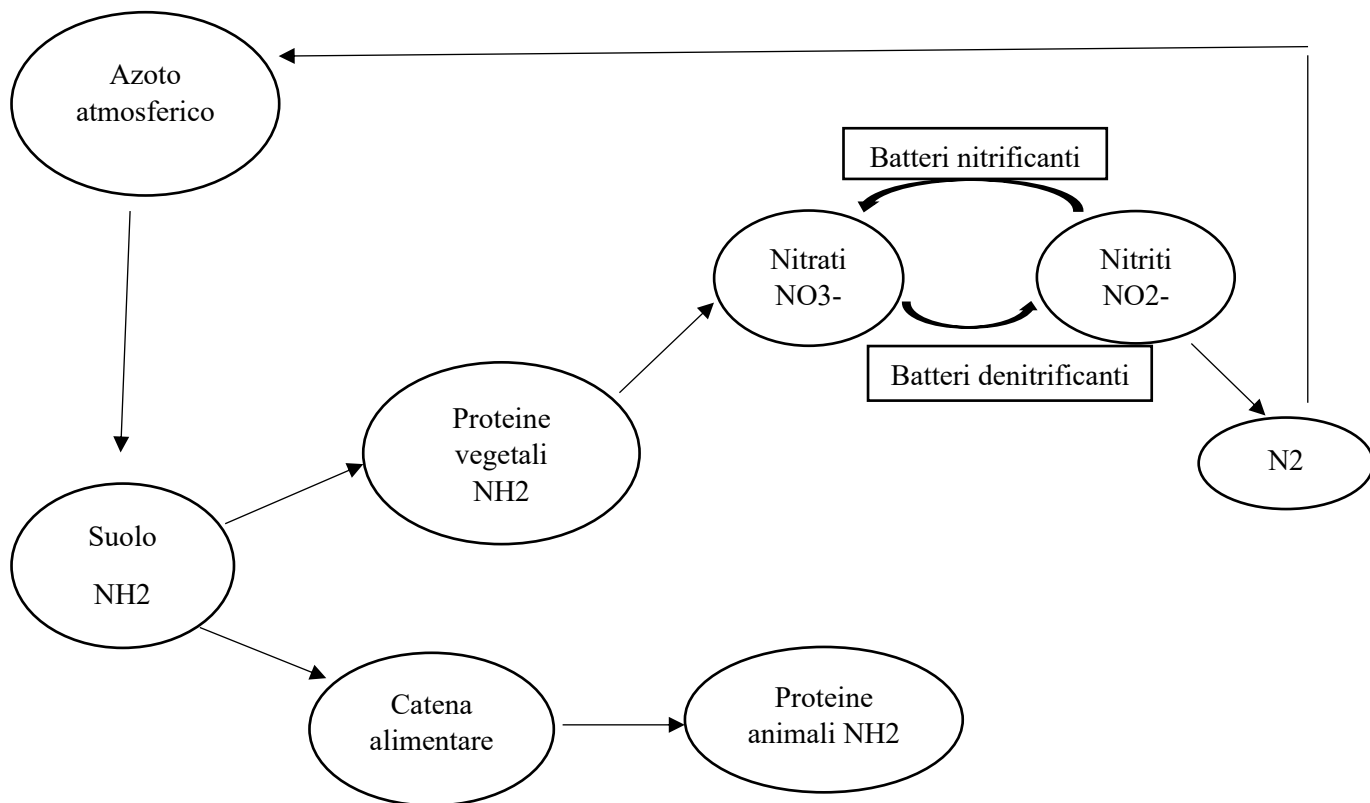 Azoto
atmosferico
Batteri nitrificanti
Nitrati
NO3-
Nitriti
NO2-
Batteri denitrificanti
Proteine
vegetali
NH2
N2
Suolo
NH2
Catena
alimentare
Proteine
animali NH2